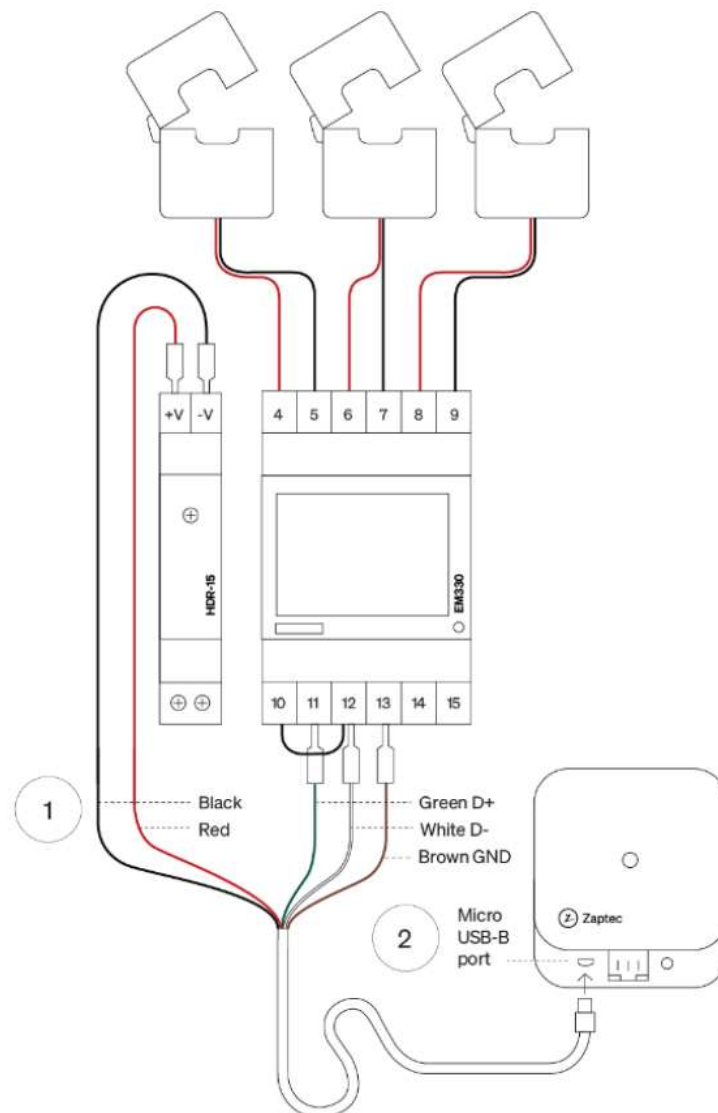 +V -V
4 5 6 7 8 9
HDR-15
EM330
10 11 12 13 14 15
1
Black
Red
Green D+
White D-
Brown GND
2
Micro
USB-B
port
Z Zaptec